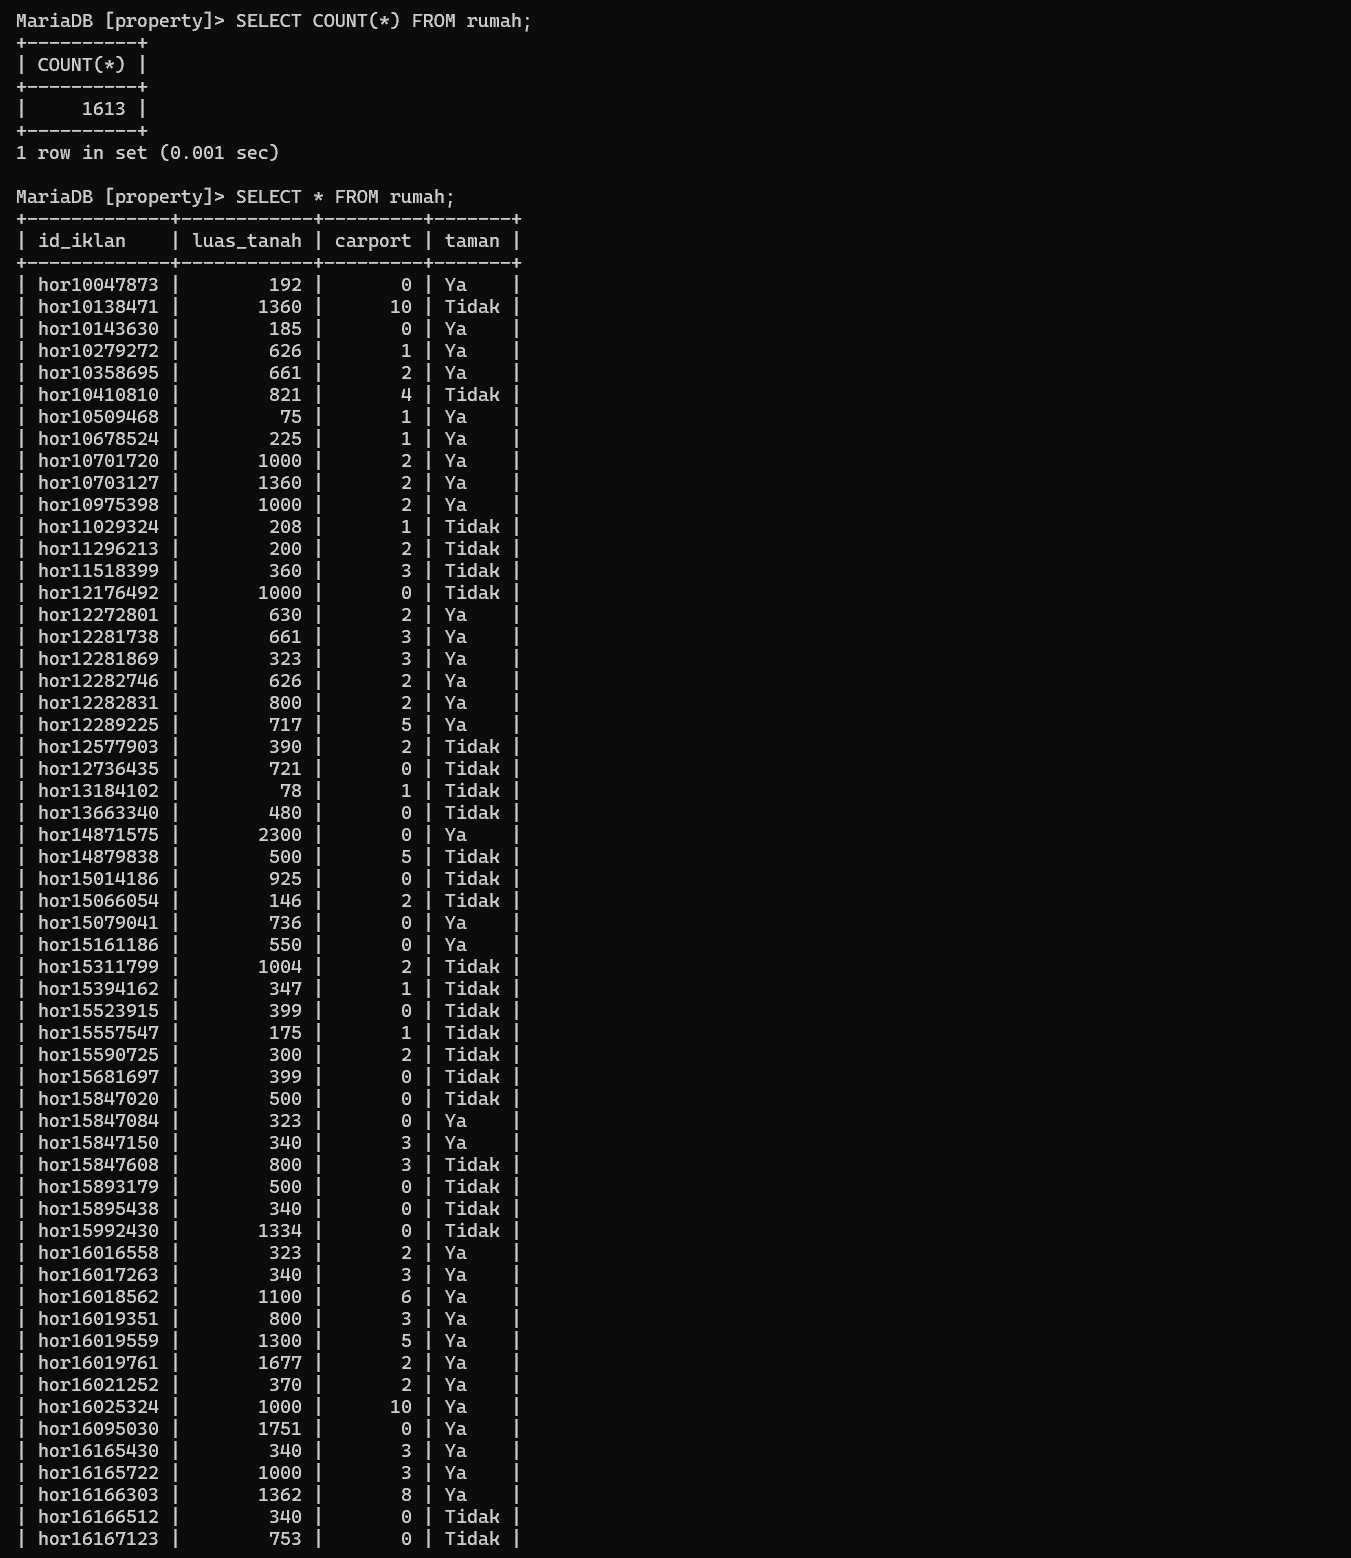 MariaDB [property]> SELECT COUNT(*) FROM rumah;
+----------+
| COUNT(*) |
+----------+
|     1613 |
+----------+
1 row in set (0.001 sec)

MariaDB [property]> SELECT * FROM rumah;
+-------------+------------+---------+-------+
| id_iklan    | luas_tanah | carport | taman |
+-------------+------------+---------+-------+
| hor10047873 |        192 |       0 | Ya    |
| hor10138471 |       1360 |      10 | Tidak |
| hor10143630 |        185 |       0 | Ya    |
| hor10279272 |        626 |       1 | Ya    |
| hor10358695 |        661 |       2 | Ya    |
| hor10410810 |        821 |       4 | Tidak |
| hor10509468 |         75 |       1 | Ya    |
| hor10678524 |        225 |       1 | Ya    |
| hor10701720 |       1000 |       2 | Ya    |
| hor10703127 |       1360 |       2 | Ya    |
| hor10975398 |       1000 |       2 | Ya    |
| hor11029324 |        208 |       1 | Tidak |
| hor11296213 |        200 |       2 | Tidak |
| hor11518399 |        360 |       3 | Tidak |
| hor12176492 |       1000 |       0 | Tidak |
| hor12272801 |        630 |       2 | Ya    |
| hor12281738 |        661 |       3 | Ya    |
| hor12281869 |        323 |       3 | Ya    |
| hor12282746 |        626 |       2 | Ya    |
| hor12282831 |        800 |       2 | Ya    |
| hor12289225 |        717 |       5 | Ya    |
| hor12577903 |        390 |       2 | Tidak |
| hor12736435 |        721 |       0 | Tidak |
| hor13184102 |         78 |       1 | Tidak |
| hor13663340 |        480 |       0 | Tidak |
| hor14871575 |       2300 |       0 | Ya    |
| hor14879838 |        500 |       5 | Tidak |
| hor15014186 |        925 |       0 | Tidak |
| hor15066054 |        146 |       2 | Tidak |
| hor15079041 |        736 |       0 | Ya    |
| hor15161186 |        550 |       0 | Ya    |
| hor15311799 |       1004 |       2 | Tidak |
| hor15394162 |        347 |       1 | Tidak |
| hor15523915 |        399 |       0 | Tidak |
| hor15557547 |        175 |       1 | Tidak |
| hor15590725 |        300 |       2 | Tidak |
| hor15681697 |        399 |       0 | Tidak |
| hor15847020 |        500 |       0 | Tidak |
| hor15847084 |        323 |       0 | Ya    |
| hor15847150 |        340 |       3 | Ya    |
| hor15847608 |        800 |       3 | Tidak |
| hor15893179 |        500 |       0 | Tidak |
| hor15895438 |        340 |       0 | Tidak |
| hor15992430 |       1334 |       0 | Tidak |
| hor16016558 |        323 |       2 | Ya    |
| hor16017263 |        340 |       3 | Ya    |
| hor16018562 |       1100 |       6 | Ya    |
| hor16019351 |        800 |       3 | Ya    |
| hor16019559 |       1300 |       5 | Ya    |
| hor16019761 |       1677 |       2 | Ya    |
| hor16021252 |        370 |       2 | Ya    |
| hor16025324 |       1000 |      10 | Ya    |
| hor16095030 |       1751 |       0 | Ya    |
| hor16165430 |        340 |       3 | Ya    |
| hor16165722 |       1000 |       3 | Ya    |
| hor16166303 |       1362 |       8 | Ya    |
| hor16166512 |        340 |       0 | Tidak |
| hor16167123 |        753 |       0 | Tidak |